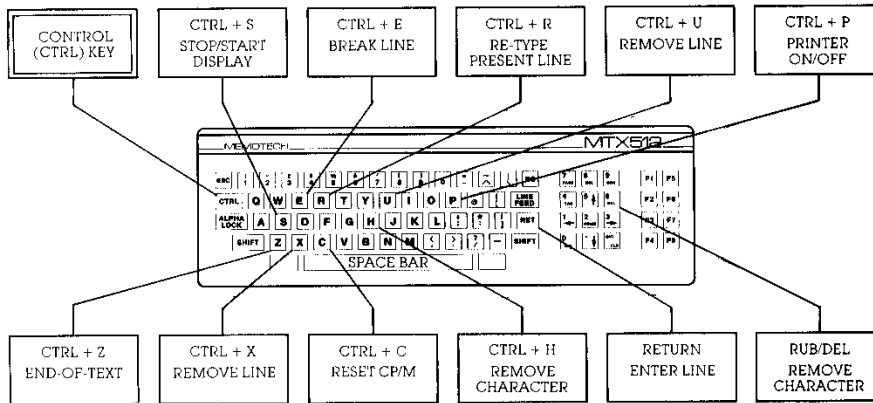 CONTROL
(CTRL) KEY
CTRL + S
STOP/START
DISPLAY
CTRL + E
BREAK LINE
CTRL + R
RE-TYPE
PRESENT LINE
CTRL + U
REMOVE LINE
CTRL + P
PRINTER
ON/OFF
MEMOTECH MTX512
ESC
F1 F5
CTRL Q W E R T Y U I O P @ [ LINE FEED
F2 F6
ALPHA LOCK A S D F G H J K L RET
F7
SHIFT Z X C V B N M SHIFT
F4 F8
SPACE BAR
CTRL + Z
END-OF-TEXT
CTRL + X
REMOVE LINE
CTRL + C
RESET CP/M
CTRL + H
REMOVE
CHARACTER
RETURN
ENTER LINE
RUB/DEL
REMOVE
CHARACTER